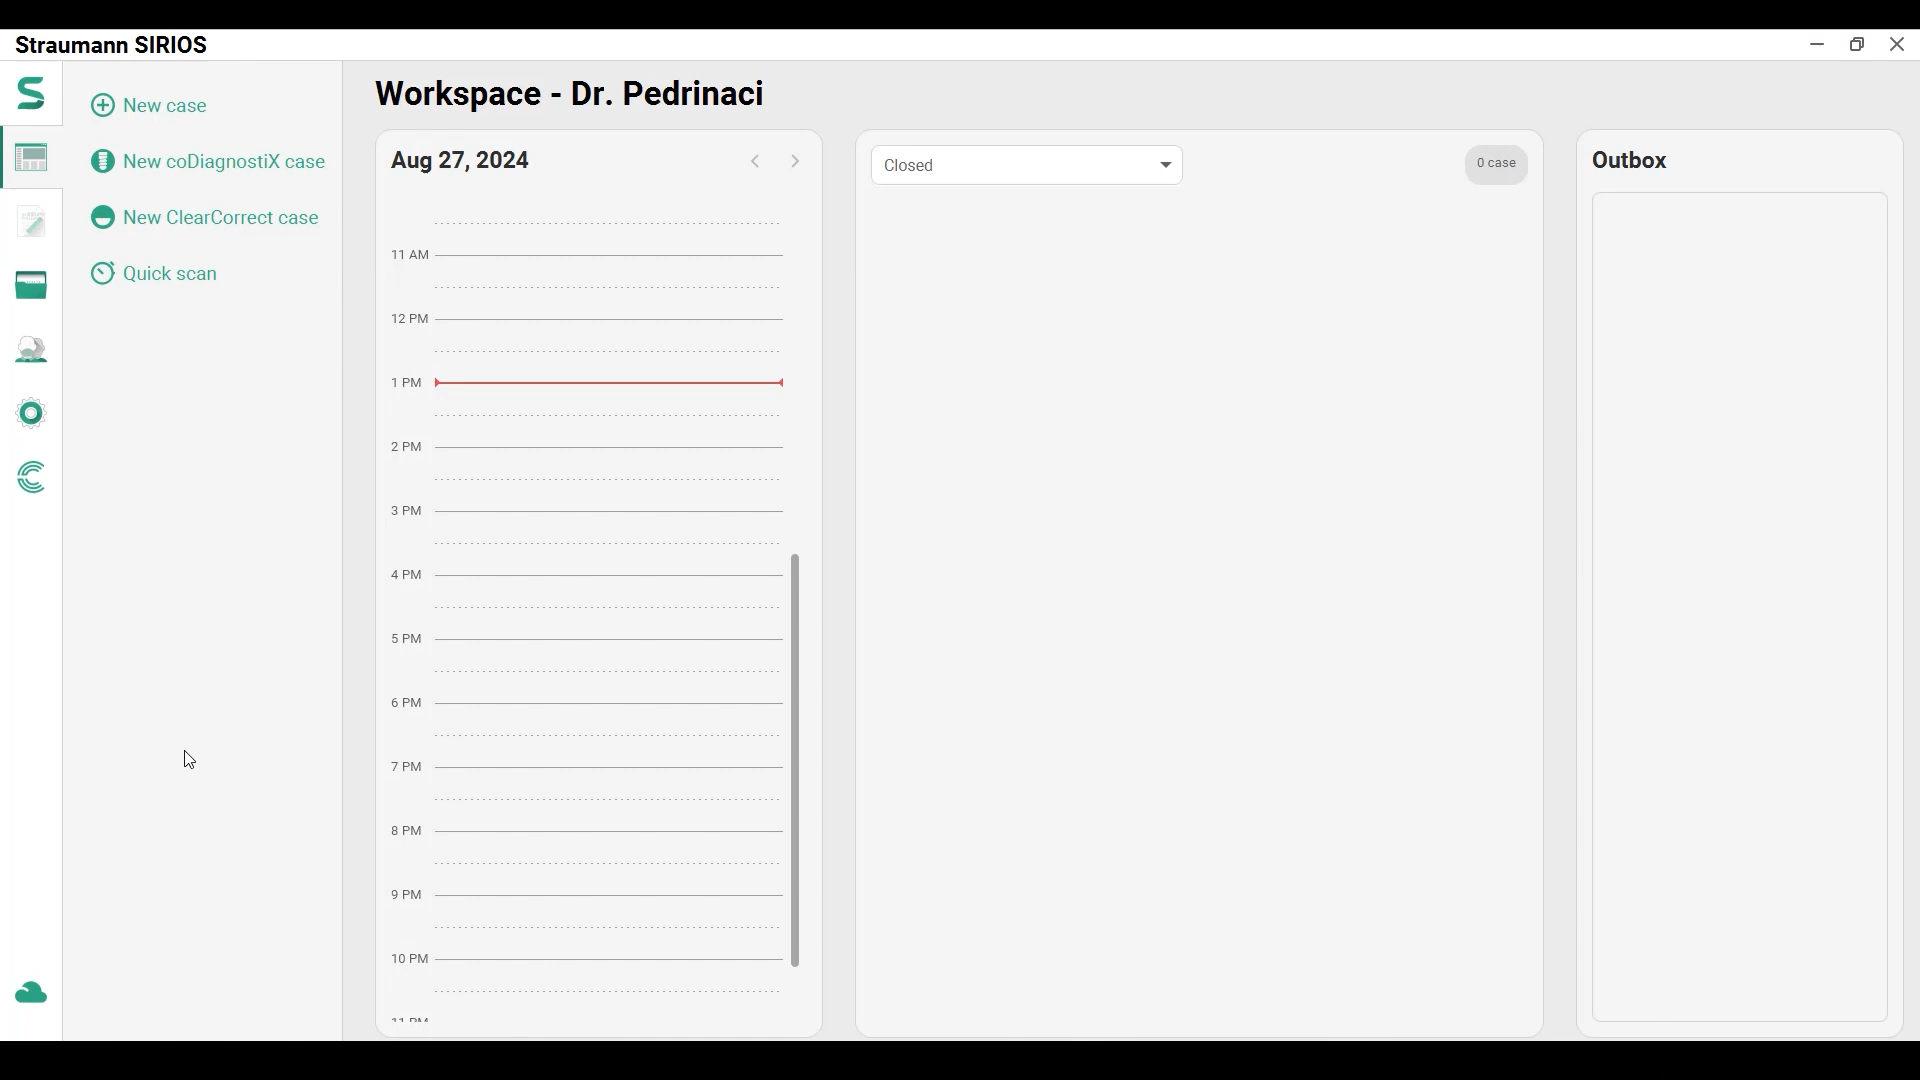 Straumann SIRIOS
New case
New coDiagnostiX case
New ClearCorrect case
Quick scan
Workspace - Dr. Pedrinaci
Aug 27, 2024
11 AM
12 PM
1 PM
2 PM
3 PM
4 PM
5 PM
6 PM
7 PM
8 PM
9 PM
10 PM
11 PM
Closed
0 case
Outbox